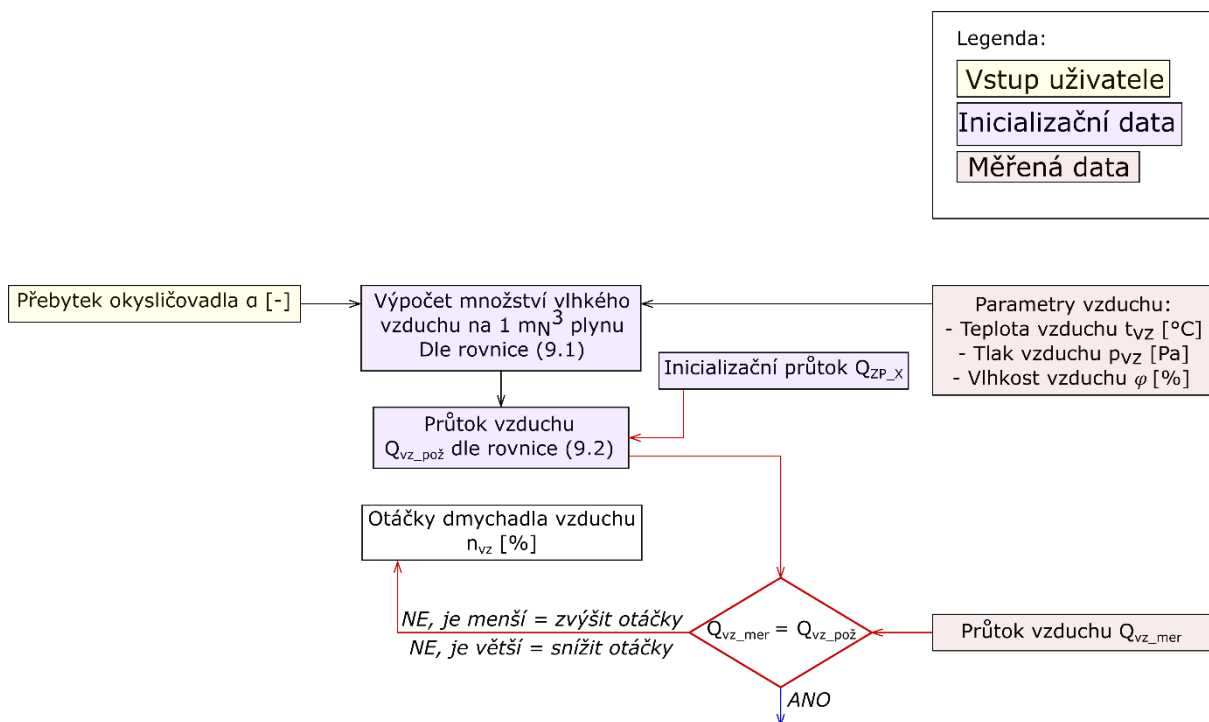 Legenda:
Vstup uživatele
Inicializační data
Měřená data
Přebytek okysličovadla α [-]
Výpočet množství vlhkého
vzduchu na 1 mN³ plynu
Dle rovnice (9.1)
Parametry vzduchu:
- Teplota vzduchu tvz [°C]
- Tlak vzduchu pvz [Pa]
- Vlhkost vzduchu φ [%]
Inicializační průtok QZP_X
Průtok vzduchu
Qvz_pož dle rovnice (9.2)
Otáčky dmychadla vzduchu
nvz [%]
NE, je menší = zvýšit otáčky
NE, je větší = snížit otáčky
Qvz_mer = Qvz_pož
Průtok vzduchu Qvz_mer
ANO